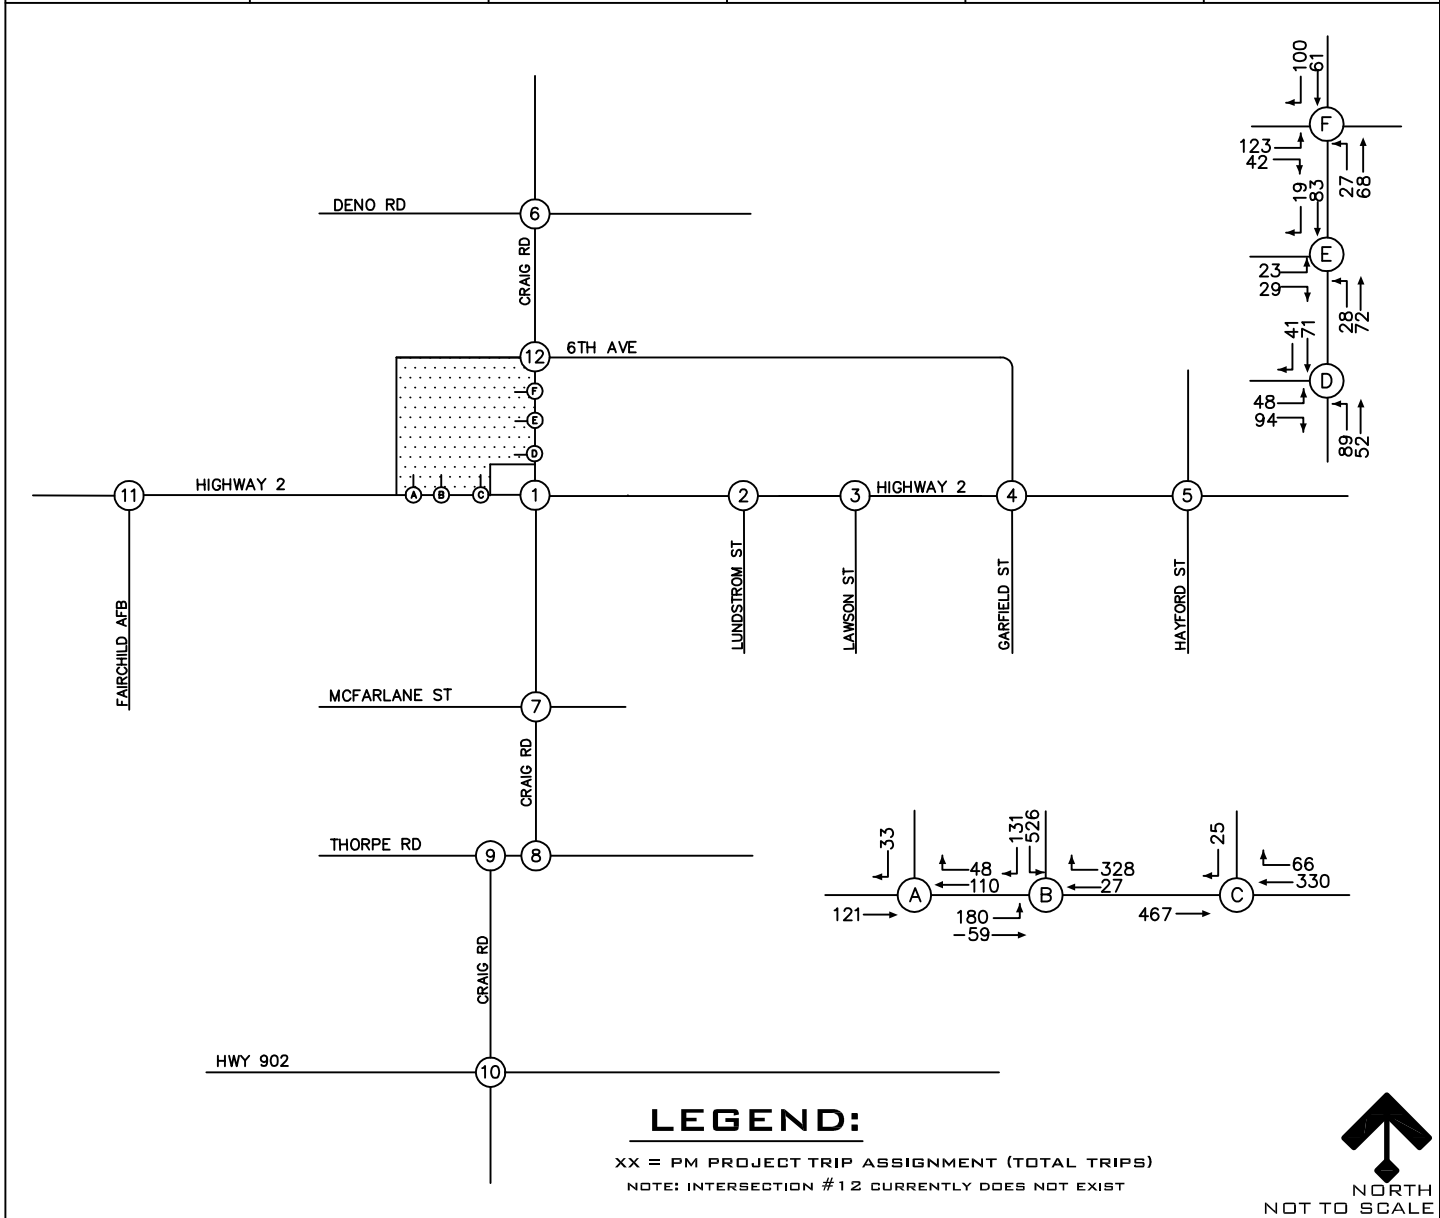 100
61
F
123
42
27
68
19
83
E
23
29
28
72
41
71
D
48
94
89
52
DENO RD
6
CRAIG RD
12
6TH AVE
F
E
D
11
HIGHWAY 2
A
B
C
1
2
3
HIGHWAY 2
4
5
FAIRCHILD AFB
LUNDSTROM ST
LAWSON ST
GARFIELD ST
HAYFORD ST
MCFARLANE ST
7
CRAIG RD
THORPE RD
9
8
33
A
48
110
121
131
526
B
328
27
180
-59
25
C
66
330
467
CRAIG RD
HWY 902
10
LEGEND:
XX = PM PROJECT TRIP ASSIGNMENT (TOTAL TRIPS)
NOTE: INTERSECTION #12 CURRENTLY DOES NOT EXIST
NORTH
NOT TO SCALE